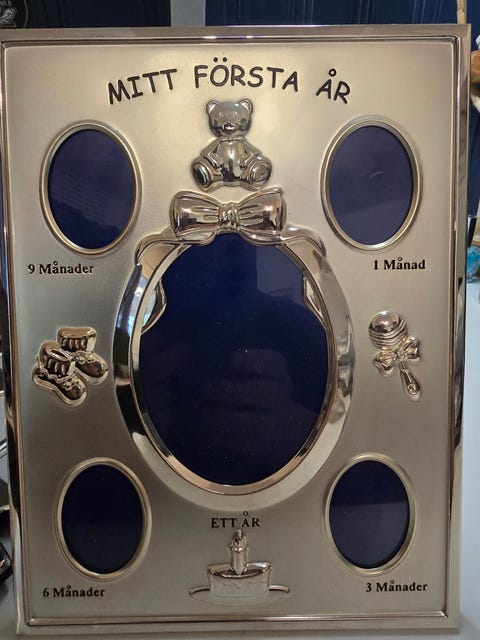 MITT FÖRSTA ÅR
9 Månader
1 Månad
ETT ÅR
6 Månader
3 Månader